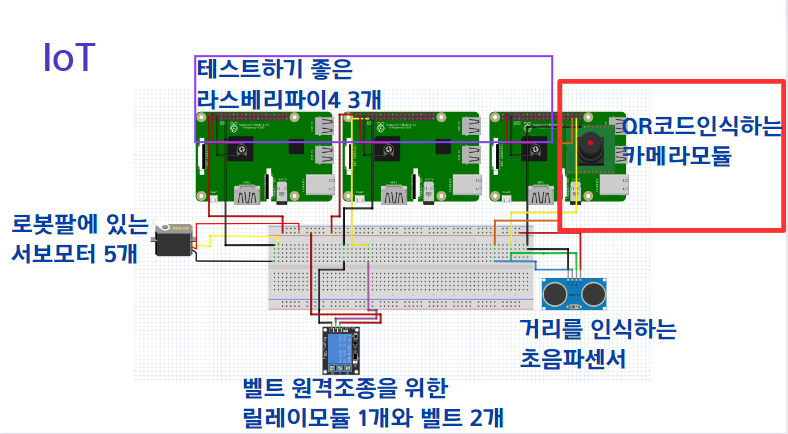 IoT
테스트하기 좋은
라스베리파이4 3개
QR코드인식하는
카메라모듈
로봇팔에 있는
서보모터 5개
거리를 인식하는
초음파센서
벨트 원격조종을 위한
릴레이모듈 1개와 벨트 2개